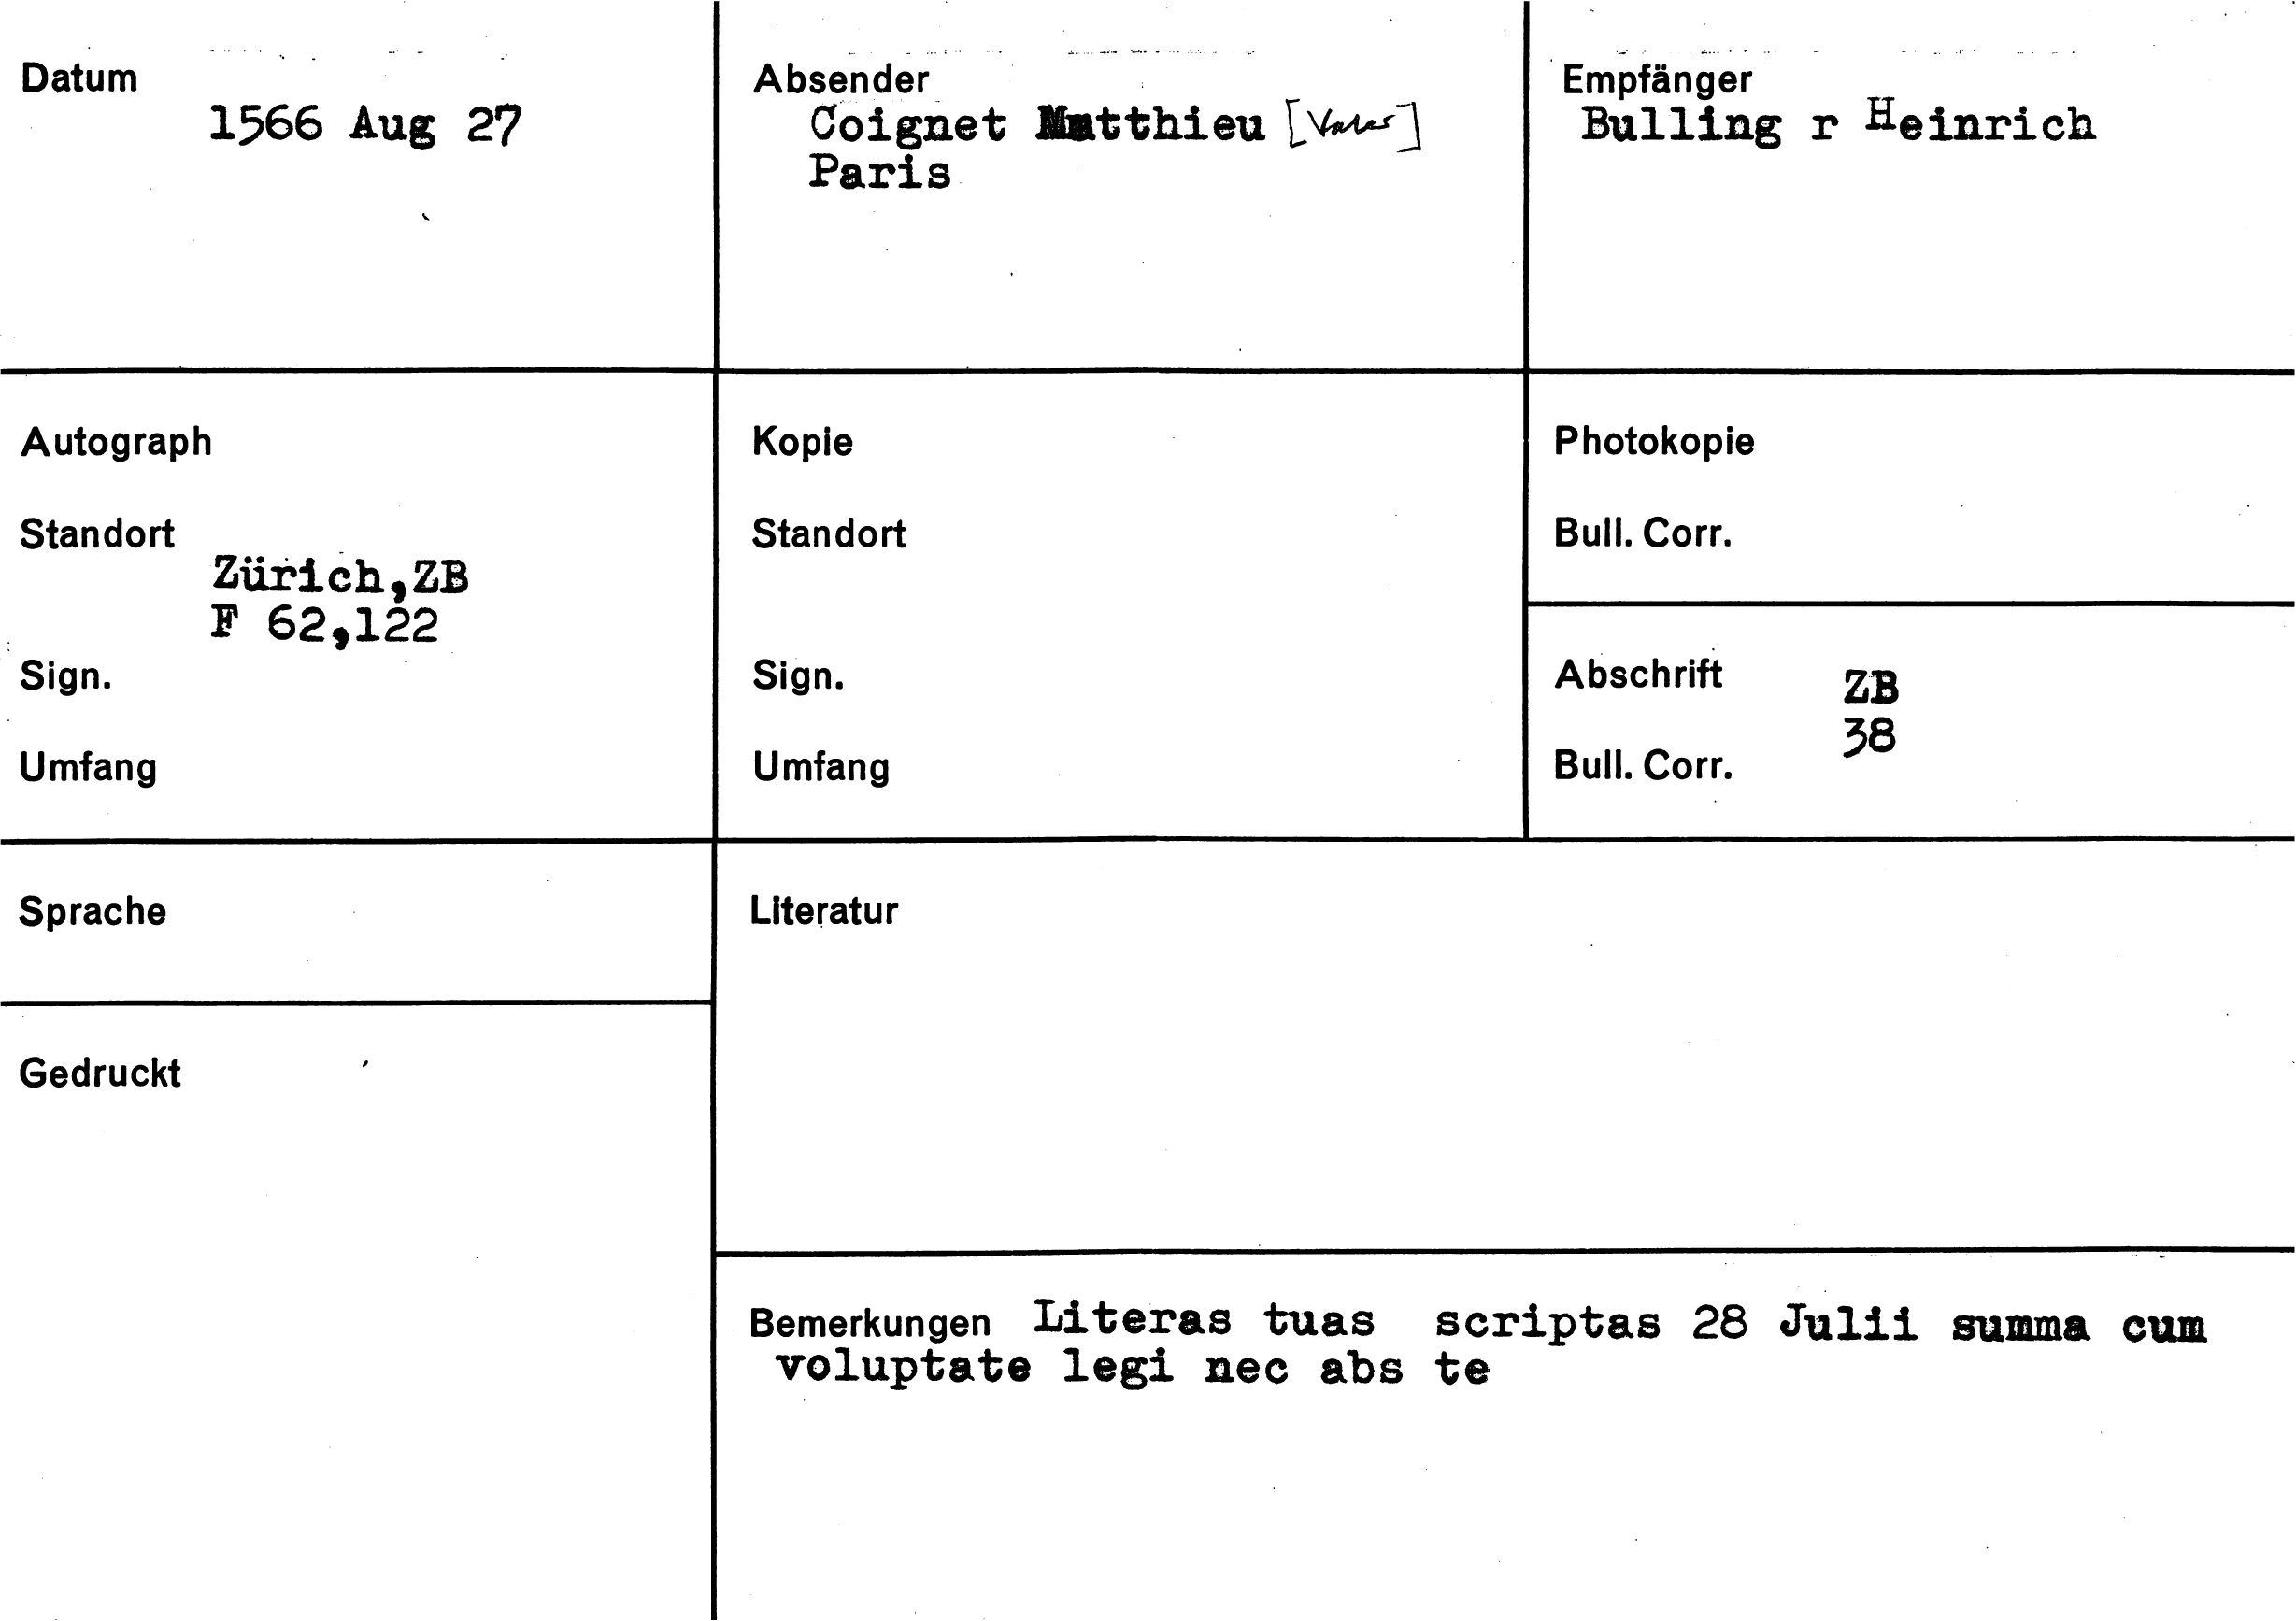 Datum
1566 Aug 27
Absender
Coignet Matthieu [Vater]
Paris
Empfänger
Bulling r Heinrich
Autograph
Standort
Zürich,ZB
F 62,122
Sign.
Umfang
Kopie
Standort
Sign.
Umfang
Photokopie
Bull. Corr.
Abschrift ZB
38
Bull. Corr.
Sprache
Gedruckt
Literatur
Bemerkungen Literas tuas scriptas 28 Julii summa cum
voluptate legi nec abs te